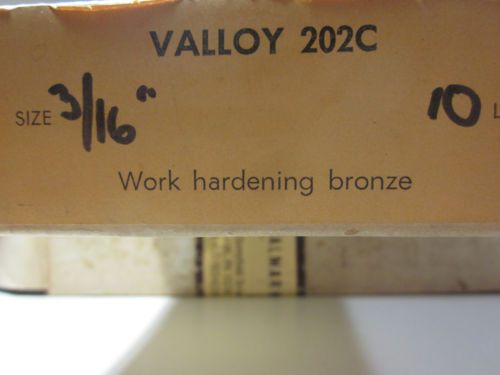 VALLOY 202C
SIZE 3/16" 10 L
Work hardening bronze